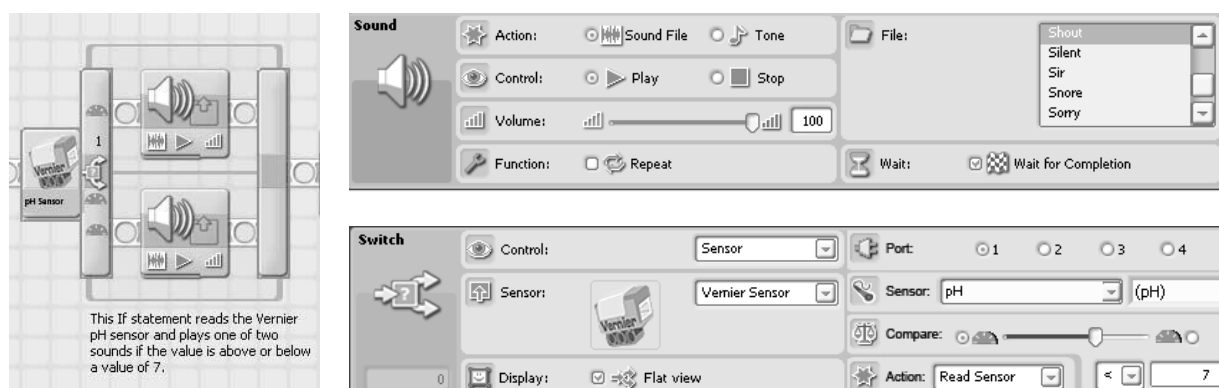 1
Vernier
pH Sensor
This If statement reads the Vernier
pH sensor and plays one of two
sounds if the value is above or below
a value of 7.
Sound
Action: Sound File Tone
Control: Play Stop
Volume: 100
Function: Repeat
File: Shout
Silent
Sir
Snore
Sorry
Wait: Wait for Completion
Switch
Control: Sensor
Sensor: Vernier Sensor
Vernier
0
Display: Flat view
Port: 1 2 3 4
Sensor: pH (pH)
Compare:
Action: Read Sensor < 7